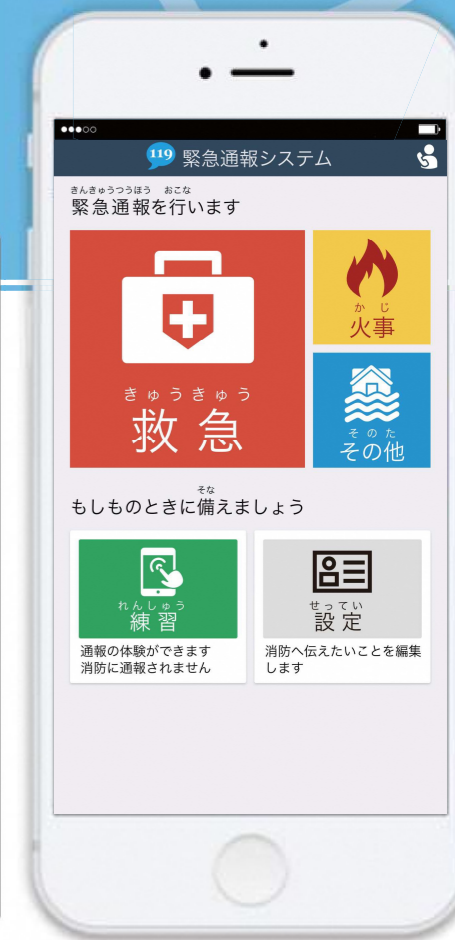 119 緊急通報システム
きんきゅうつうほう おこな
緊急通報を行います
きゅうきゅう
救急
かじ
火事
そのた
その他
そな
もしものときに備えましょう
れんしゅう
練習
通報の体験ができます
消防に通報されません
せってい
設定
消防へ伝えたいことを編集
します